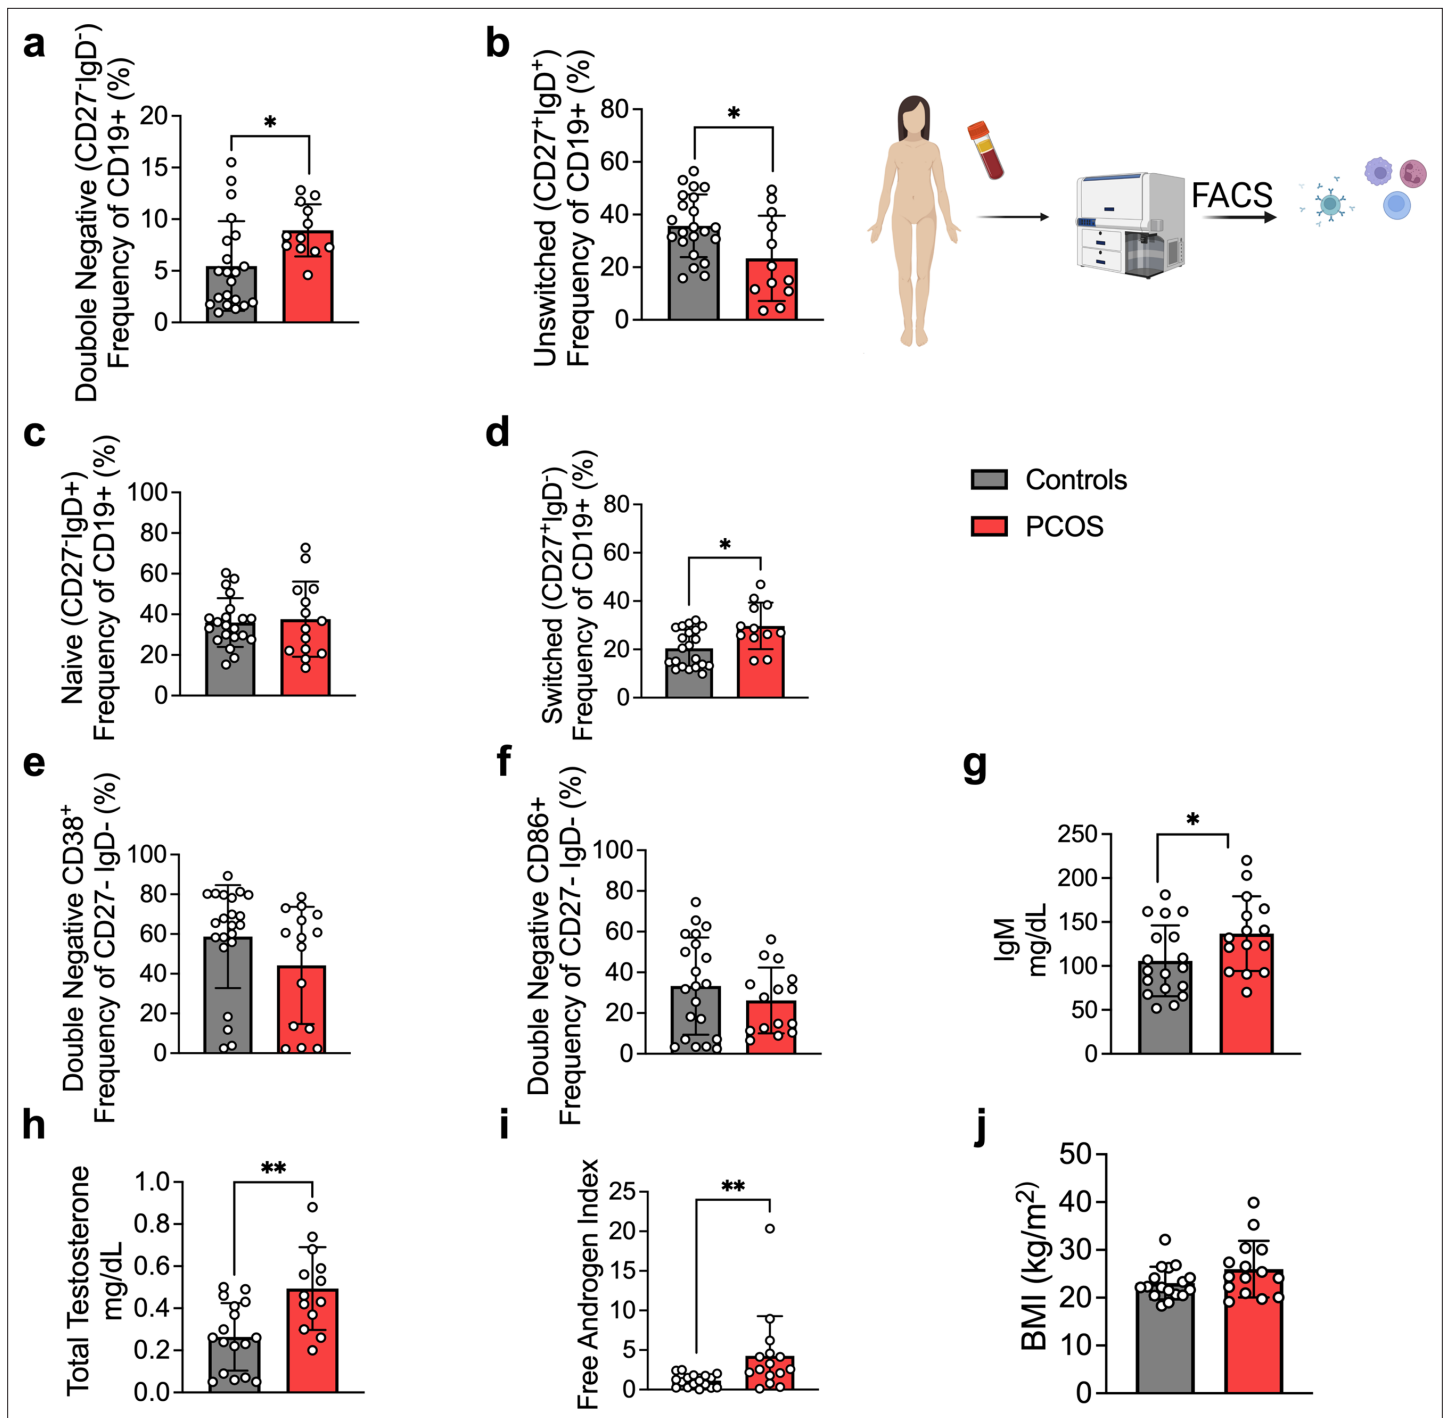 a
Doubole Negative (CD27-IgD-)
Frequency of CD19+ (%)
20
15
10
5
0
*
b
Unswitched (CD27+IgD+)
Frequency of CD19+ (%)
80
60
40
20
0
*
FACS
c
Naive (CD27-IgD+)
Frequency of CD19+ (%)
100
80
60
40
20
0
d
Switched (CD27+IgD-)
Frequency of CD19+ (%)
80
60
40
20
0
*
Controls
PCOS
e
Double Negative CD38+
Frequency of CD27- IgD- (%)
100
80
60
40
20
0
f
Double Negative CD86+
Frequency of CD27- IgD- (%)
100
80
60
40
20
0
g
IgM
mg/dL
250
200
150
100
50
0
*
h
Total Testosterone
mg/dL
1.0
0.8
0.6
0.4
0.2
0.0
**
i
Free Androgen Index
25
20
15
10
5
0
**
j
BMI (kg/m²)
50
40
30
20
10
0